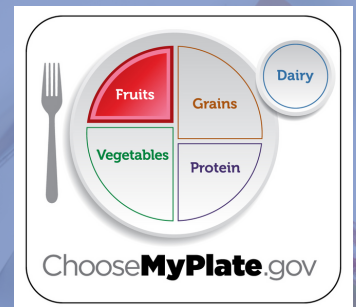 Dairy
Fruits
Grains
Vegetables
Protein
ChooseMyPlate.gov